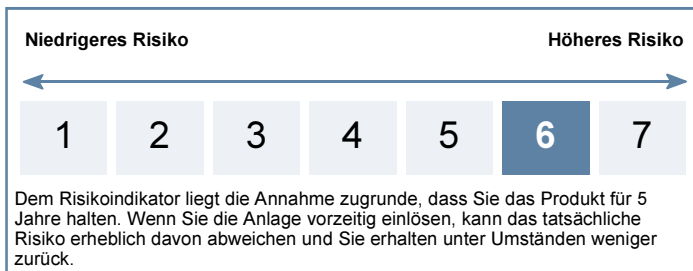 Niedrigeres Risiko Höheres Risiko
1 2 3 4 5 6 7
Dem Risikoindikator liegt die Annahme zugrunde, dass Sie das Produkt für 5
Jahre halten. Wenn Sie die Anlage vorzeitig einlösen, kann das tatsächliche
Risiko erheblich davon abweichen und Sie erhalten unter Umständen weniger
zurück.